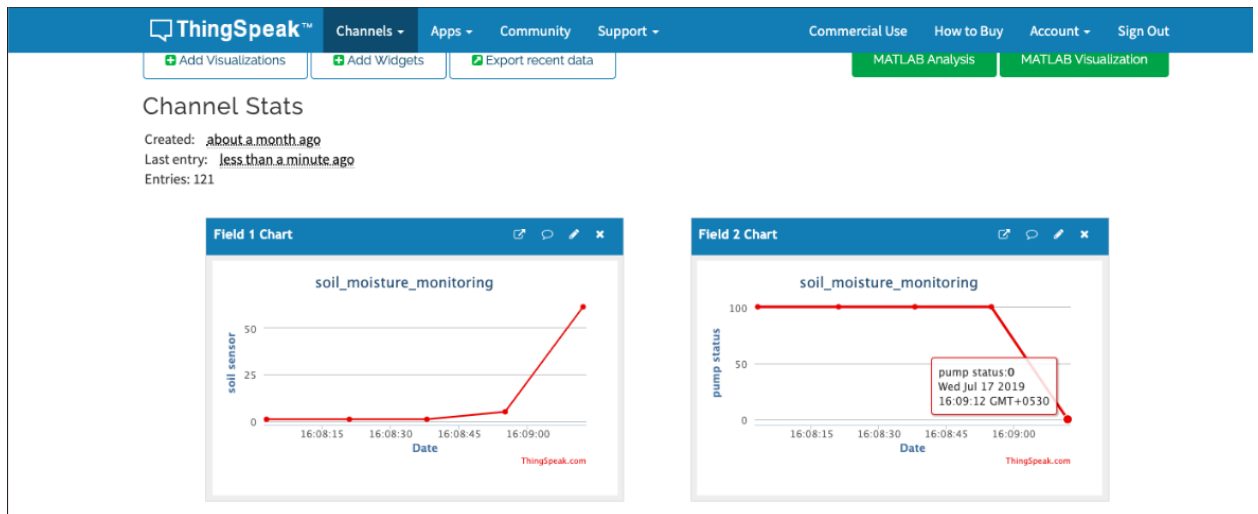 ThingSpeak™ Channels Apps Community Support Commercial Use How to Buy Account Sign Out
Add Visualizations Add Widgets Export recent data MATLAB Analysis MATLAB Visualization
Channel Stats
Created: about a month ago
Last entry: less than a minute ago
Entries: 121
Field 1 Chart
soil_moisture_monitoring
soil sensor
50
25
0
16:08:15 16:08:30 16:08:45 16:09:00
Date
ThingSpeak.com
Field 2 Chart
soil_moisture_monitoring
pump status
100
50
0
pump status:0
Wed Jul 17 2019
16:09:12 GMT+0530
16:08:15 16:08:30 16:08:45 16:09:00
Date
ThingSpeak.com